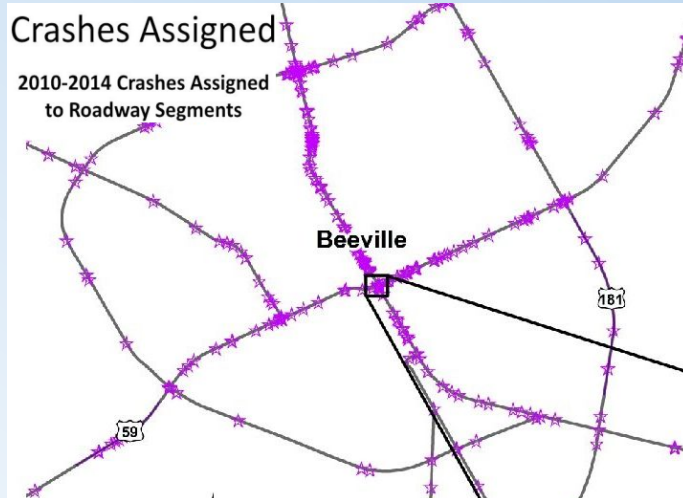 Crashes Assigned
2010-2014 Crashes Assigned
to Roadway Segments
Beeville
181
59